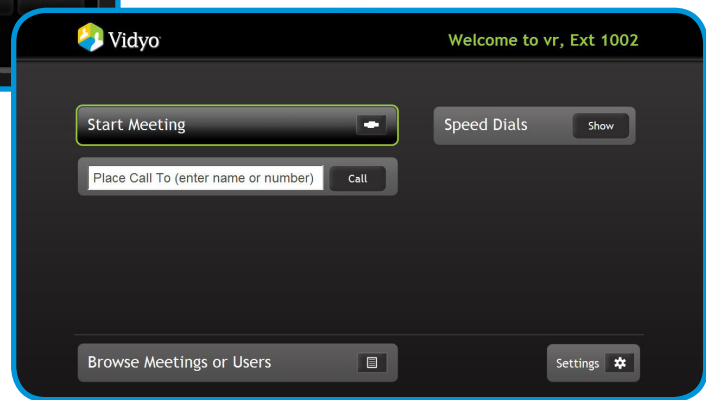 Vidyo
Welcome to vr, Ext 1002
Start Meeting
Speed Dials
Show
Place Call To (enter name or number)
Call
Browse Meetings or Users
Settings